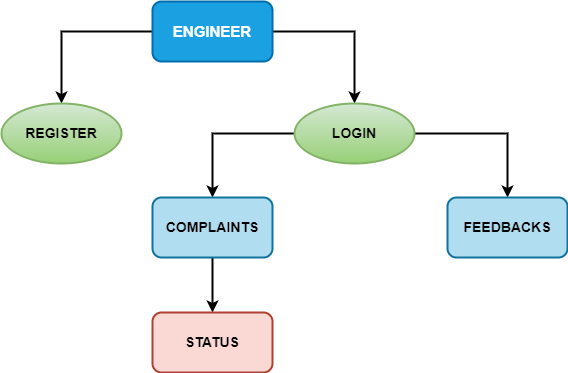 ENGINEER
REGISTER
LOGIN
COMPLAINTS
FEEDBACKS
STATUS